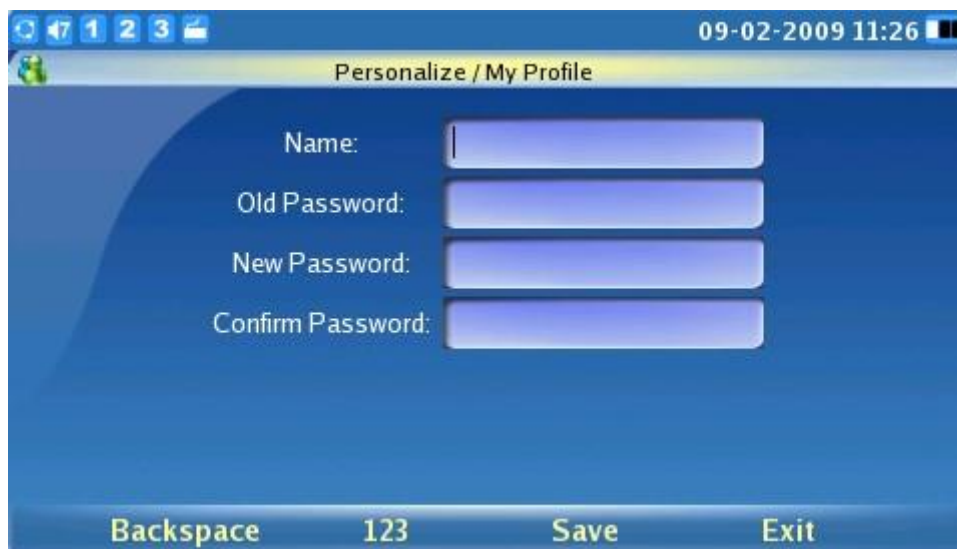 7 1 2 3 09-02-2009 11:26
Personalize / My Profile
Name:
Old Password:
New Password:
Confirm Password:
Backspace 123 Save Exit